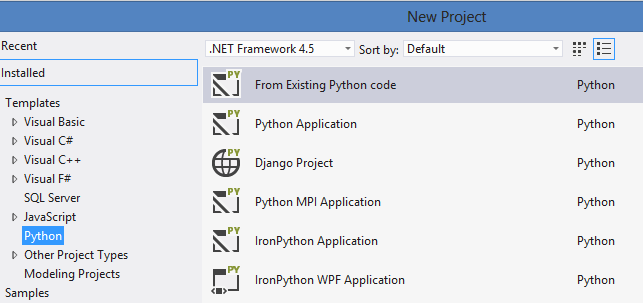 New Project
Recent
Installed
Templates
Visual Basic
Visual C#
Visual C++
Visual F#
SQL Server
JavaScript
Python
Other Project Types
Modeling Projects
Samples
.NET Framework 4.5 Sort by: Default
PY From Existing Python code Python
PY Python Application Python
PY Django Project Python
PY Python MPI Application Python
PY IronPython Application Python
PY IronPython WPF Application Python